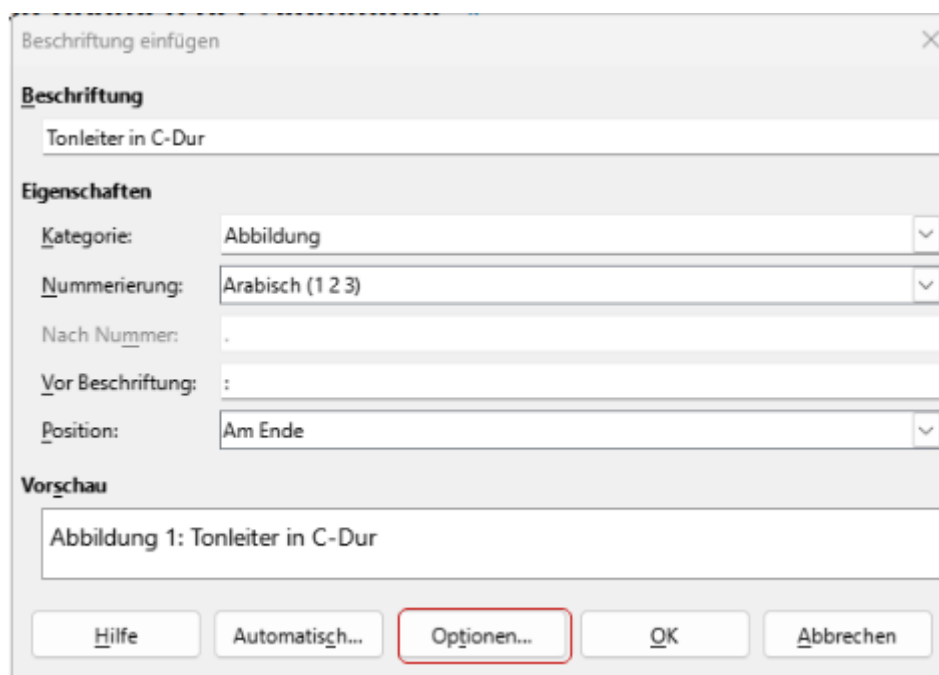 Beschriftung einfügen
Beschriftung
Tonleiter in C-Dur
Eigenschaften
Kategorie: Abbildung
Nummerierung: Arabisch (1 2 3)
Nach Nummer: .
Vor Beschriftung: :
Position: Am Ende
Vorschau
Abbildung 1: Tonleiter in C-Dur
Hilfe Automatisch... Optionen... OK Abbrechen